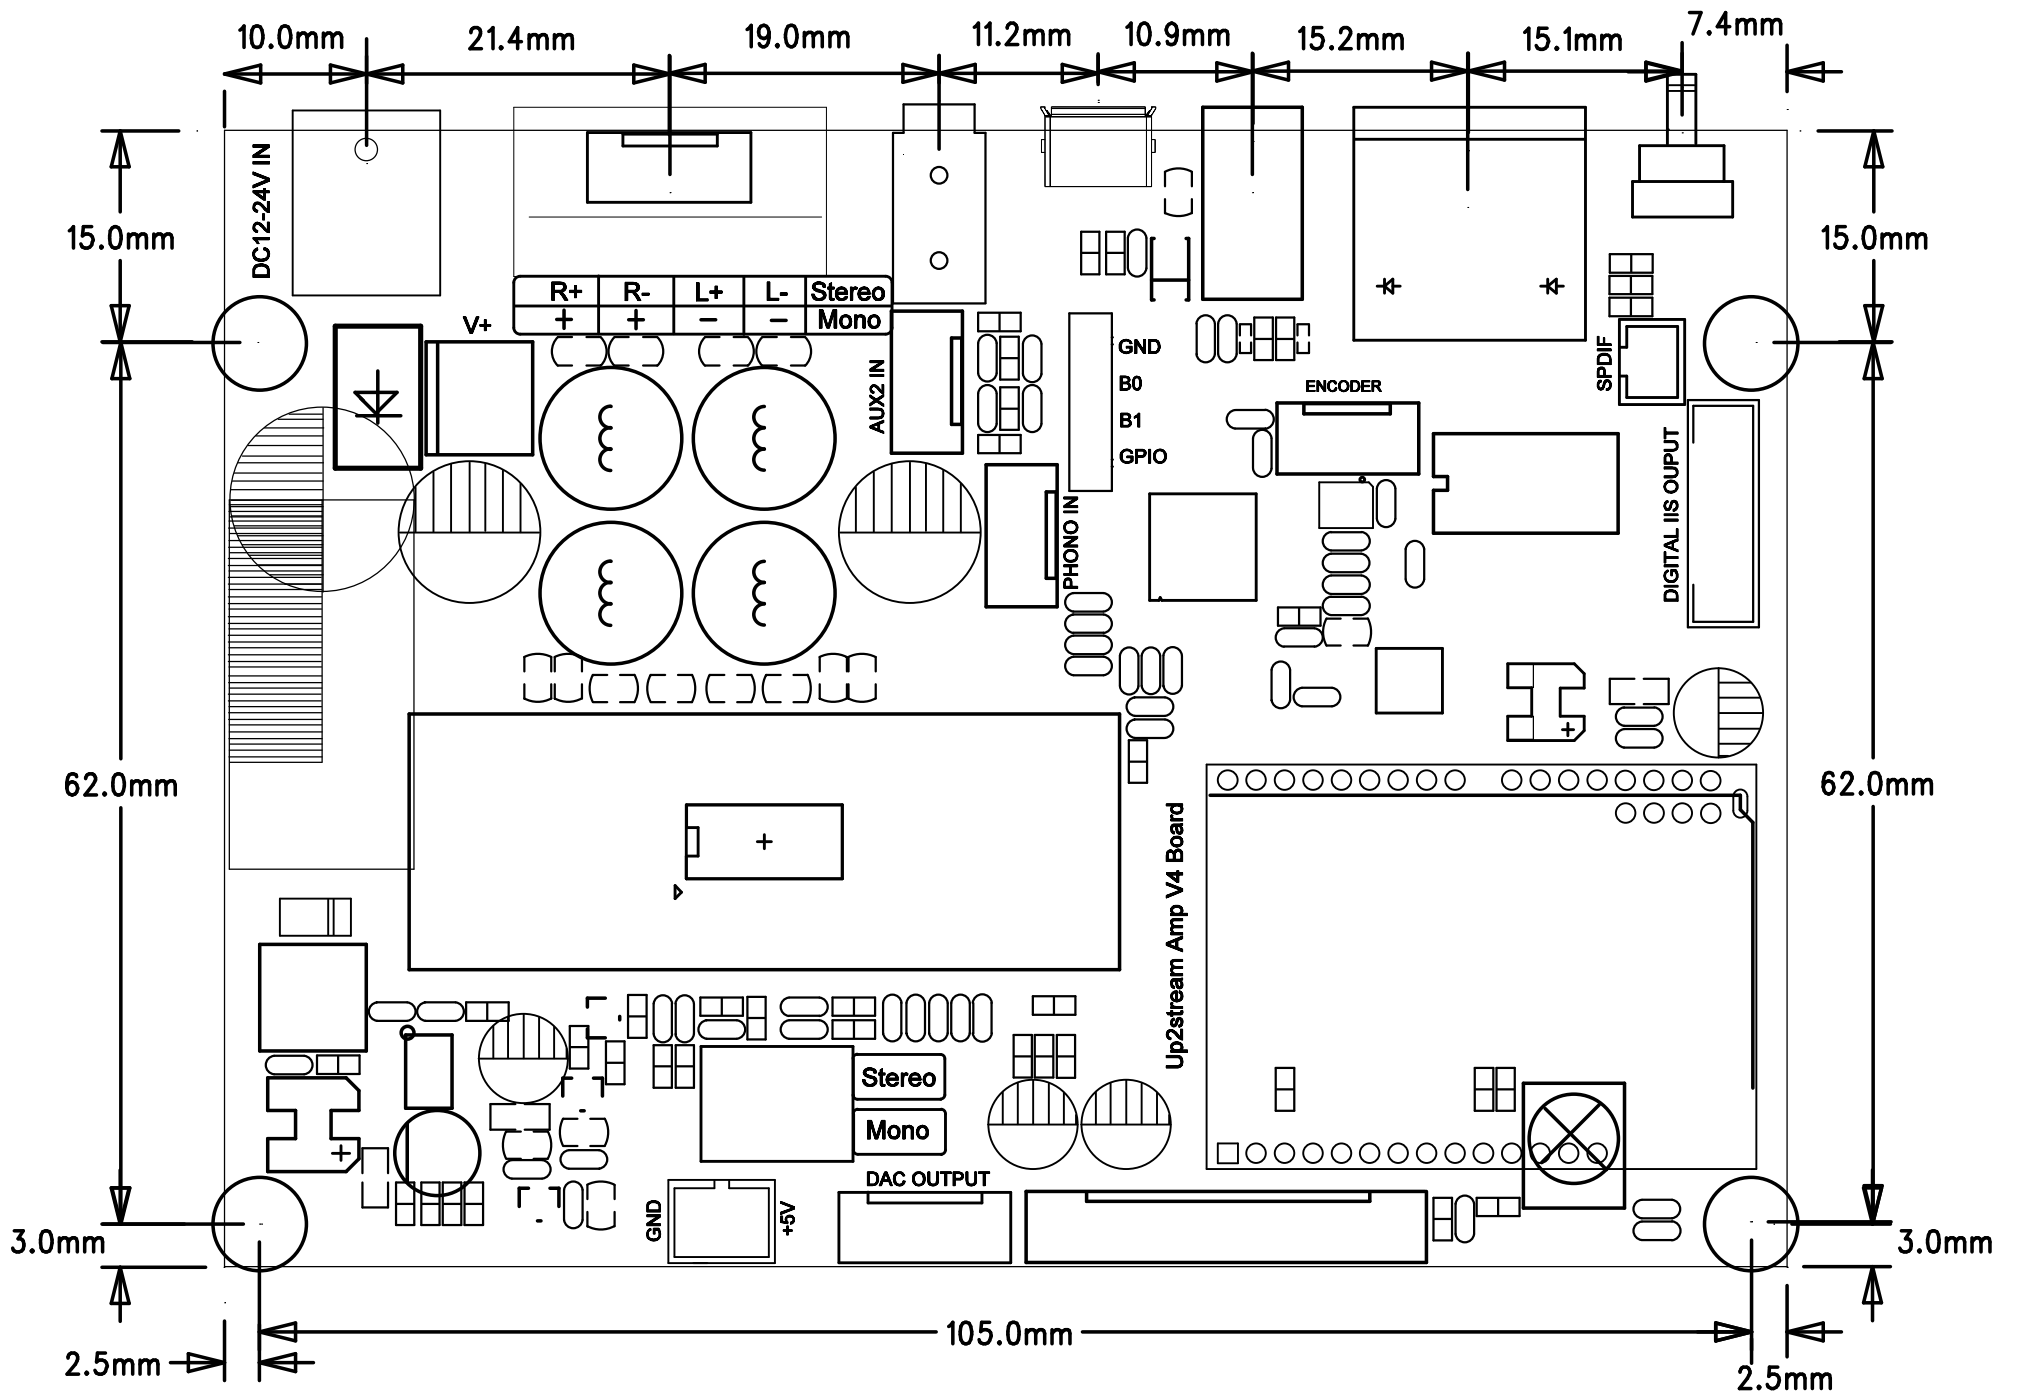 10.0mm
21.4mm
19.0mm
11.2mm
10.9mm
15.2mm
15.1mm
7.4mm
DC12-24V IN
15.0mm
15.0mm
R+ R- L+ L- Stereo
+ + - - Mono
V+
AUX2 IN
GND
B0
B1
GPIO
ENCODER
SPDIF
PHONO IN
DIGITAL IIS OUPUT
62.0mm
62.0mm
Up2stream Amp V4 Board
Stereo
Mono
DAC OUTPUT
GND
+5V
3.0mm
3.0mm
105.0mm
2.5mm
2.5mm